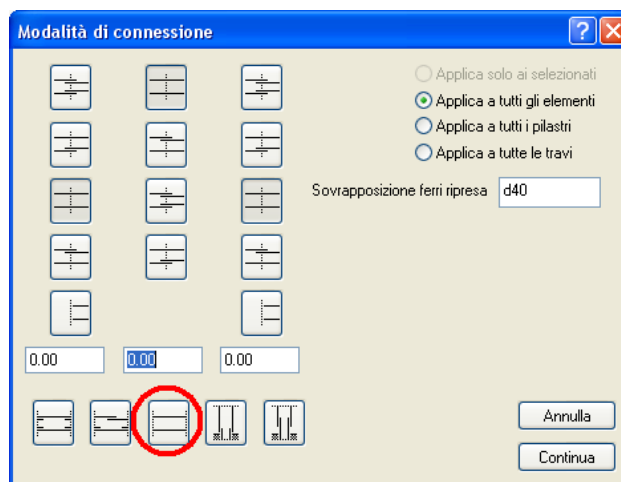 Modalità di connessione
Applica solo ai selezionati
Applica a tutti gli elementi
Applica a tutti i pilastri
Applica a tutte le travi
Sovrapposizione ferri ripresa d40
0.00 0.00 0.00
Annulla
Continua